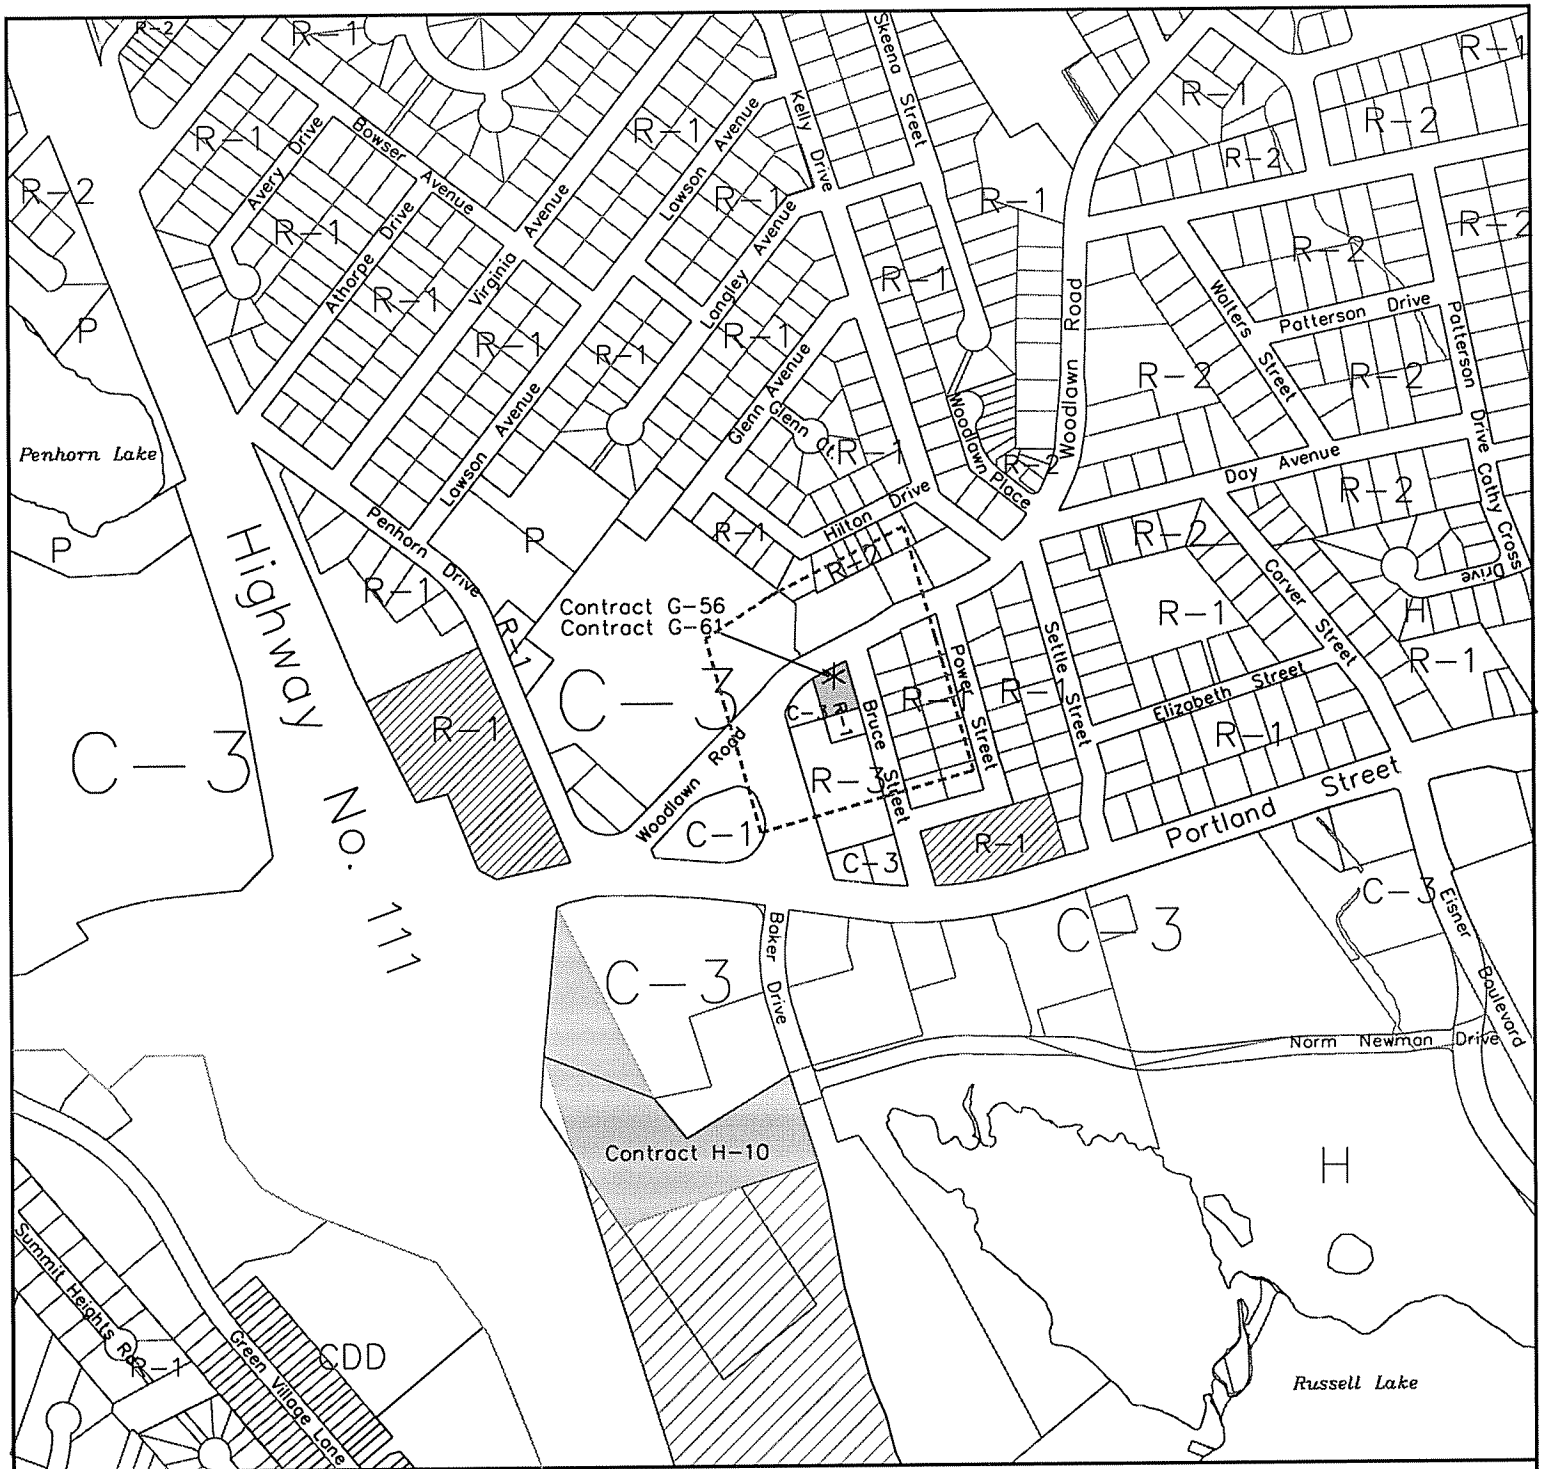 R-2
R-1
Skeena Street
R-1
R-1
R-1
Avery Drive
Bowser Avenue
R-1
Lawson Avenue
Kelly Drive
R-2
R-2
R-2
R-1
Athorpe Drive
Virginia Avenue
R-1
Langley Avenue
R-1
R-2
R-2
R-1
R-1
P
R-1
R-1
R-1
Glenn Avenue
Woodlawn Road
Walters Street
Patterson Drive
Patterson Drive
R-2
R-2
Penhorn Lake
Lawson Avenue
Glenn Ct.
R-1
Woodlawn Place
R-2
Day Avenue
R-2
Cathy Cross Drive
P
Highway No. 111
Penhorn Drive
P
R-1
Hilton Drive
R-2
R-2
R-1
Contract G-56
Contract G-61
R-1
C-3
R-1
C-3
R-1
Bruce Street
R-1
Power Street
R-1
Settle Street
R-1
Carver Street
H
R-1
Elizabeth Street
R-1
C-3
R-1
Woodlawn Road
R-3
C-1
C-3
R-1
Portland Street
C-3
Baker Drive
C-3
C-3
Eisner Boulevard
Norm Newman Drive
Contract H-10
H
Summit Heights Road
R-1
Green Village Lane
CDD
Russell Lake